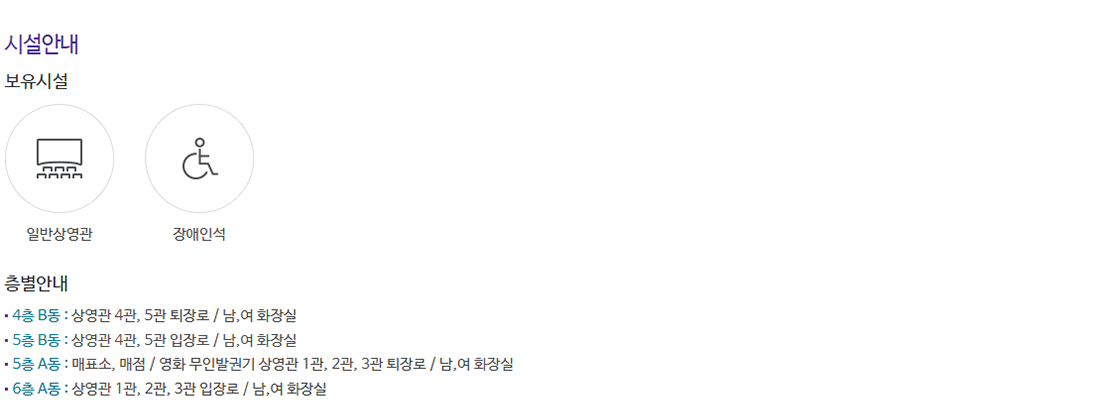 시설안내
보유시설
일반상영관 장애인석
층별안내
▪ 4층 B동 : 상영관 4관, 5관 퇴장로 / 남,여 화장실
▪ 5층 B동 : 상영관 4관, 5관 입장로 / 남,여 화장실
▪ 5층 A동 : 매표소, 매점 / 영화 무인발권기 상영관 1관, 2관, 3관 퇴장로 / 남,여 화장실
▪ 6층 A동 : 상영관 1관, 2관, 3관 입장로 / 남,여 화장실